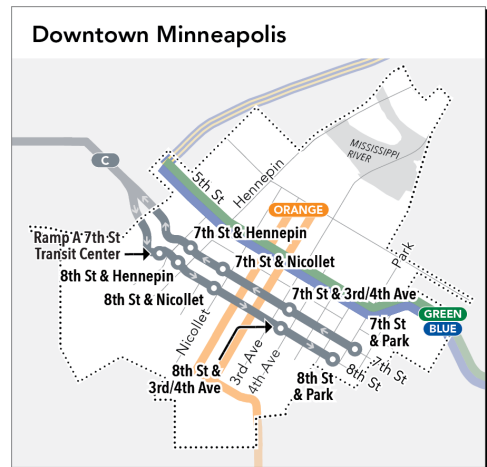 Downtown Minneapolis
C
MISSISSIPPI
RIVER
5th St
Hennepin
ORANGE
Ramp A 7th St
Transit Center
7th St & Hennepin
Park
8th St & Hennepin
7th St & Nicollet
8th St & Nicollet
7th St & 3rd/4th Ave
GREEN
BLUE
7th St
& Park
Nicollet
3rd Ave
4th Ave
8th St &
3rd/4th Ave
8th St
7th St
8th St
& Park